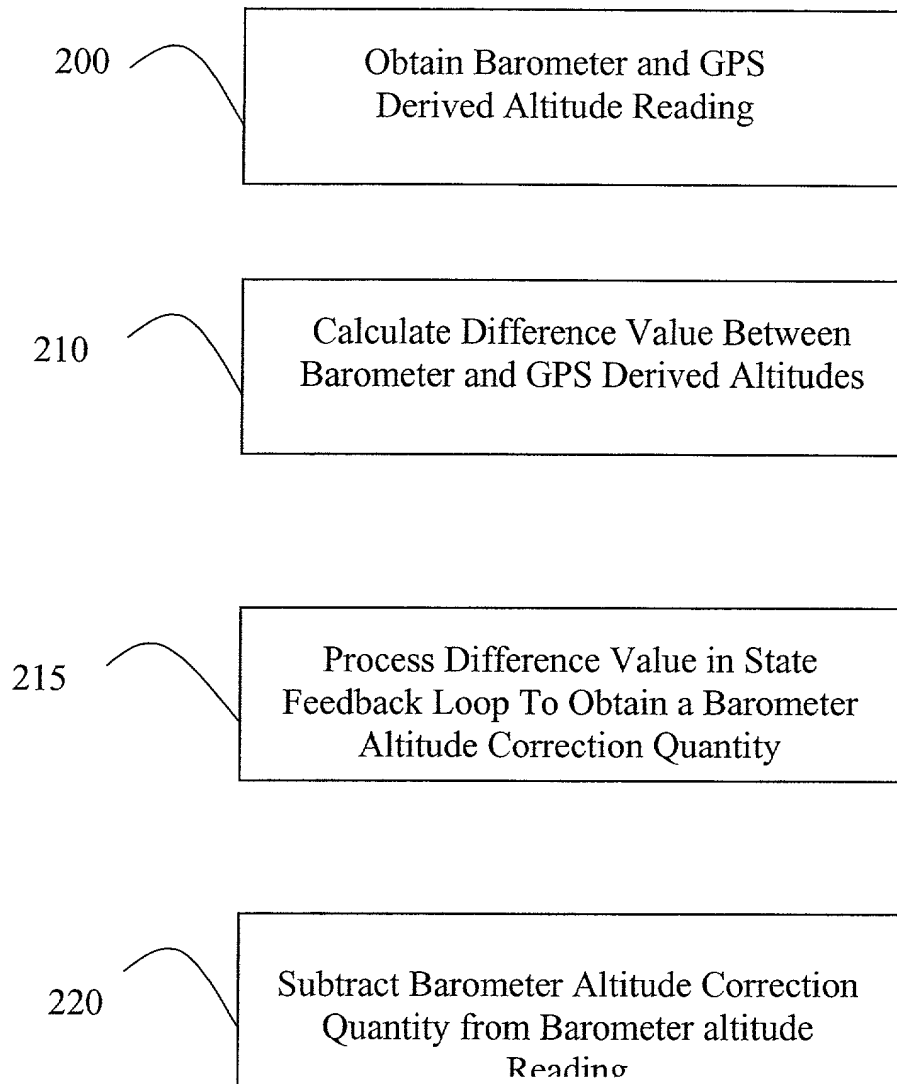 200
Obtain Barometer and GPS
Derived Altitude Reading
210
Calculate Difference Value Between
Barometer and GPS Derived Altitudes
215
Process Difference Value in State
Feedback Loop To Obtain a Barometer
Altitude Correction Quantity
220
Subtract Barometer Altitude Correction
Quantity from Barometer altitude
Reading